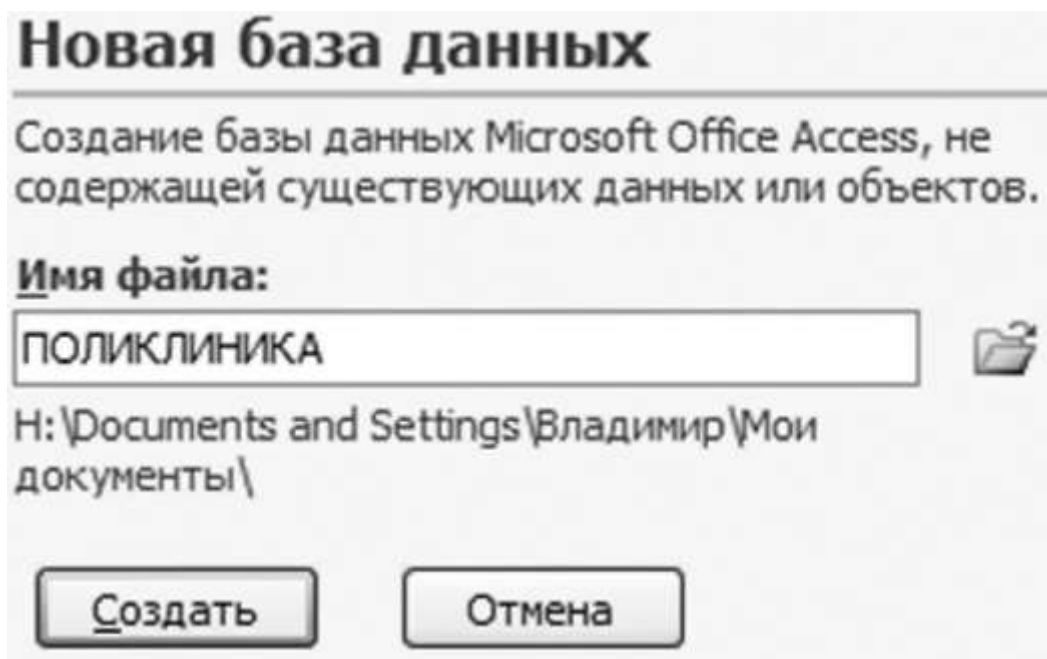 Новая база данных
Создание базы данных Microsoft Office Access, не
содержащей существующих данных или объектов.
Имя файла:
ПОЛИКЛИНИКА
H:\Documents and Settings\Владимир\Мои
документы\
Создать Отмена